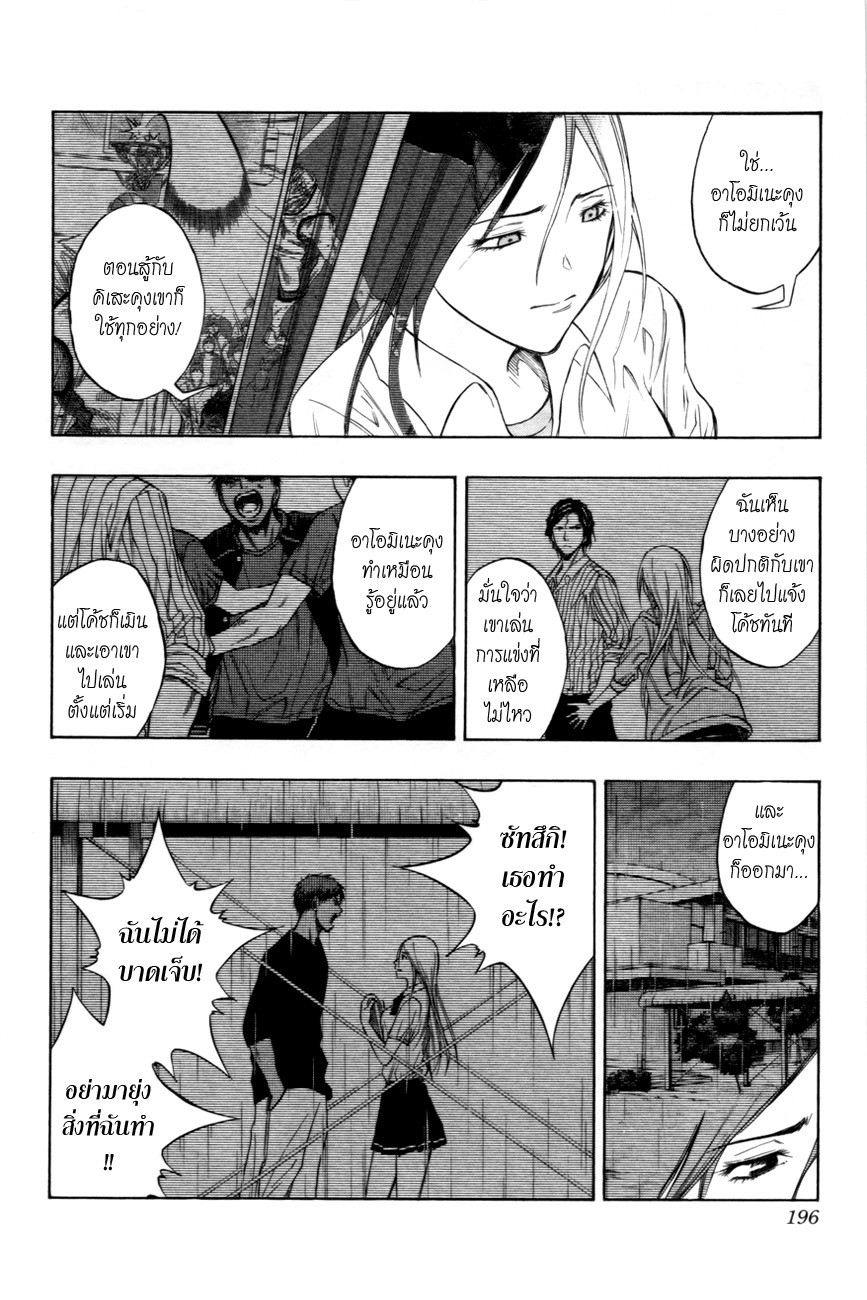 ใช่...
อาโอมิเนะคุง
ก็ไม่ยกเว้น
ตอนสู้กับ
คิเสะคุงเขาก็
ใช้ทุกอย่าง!
ฉันเห็น
บางอย่าง
ผิดปกติกับเขา
ก็เลยไปแจ้ง
โค้ชทันที
มั่นใจว่า
เขาเล่น
การแข่งที่
เหลือ
ไม่ไหว
อาโอมิเนะคุง
ทำเหมือน
รู้อยู่แล้ว
แต่โค้ชก็เมิน
และเอาเขา
ไปเล่น
ตั้งแต่เริ่ม
และ
อาโอมิเนะคุง
ก็ออกมา...
ซัทสึกิ!
เธอทำ
อะไร!?
ฉันไม่ได้
บาดเจ็บ!
อย่ามายุ่ง
สิ่งที่ฉันทำ
!!
196